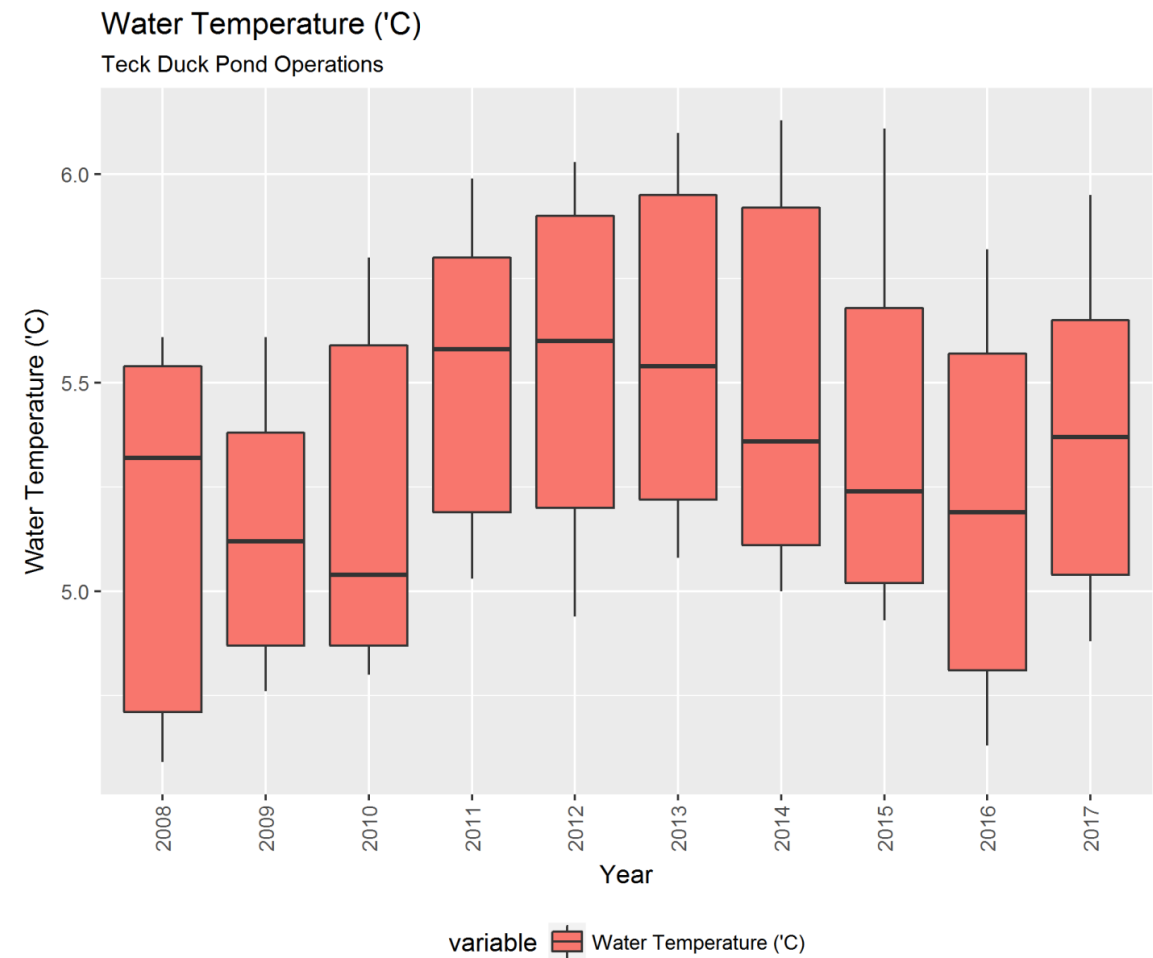 Water Temperature ('C)
Teck Duck Pond Operations
Water Temperature ('C)
6.0
5.5
5.0
2008
2009
2010
2011
2012
2013
2014
2015
2016
2017
Year
variable Water Temperature ('C)